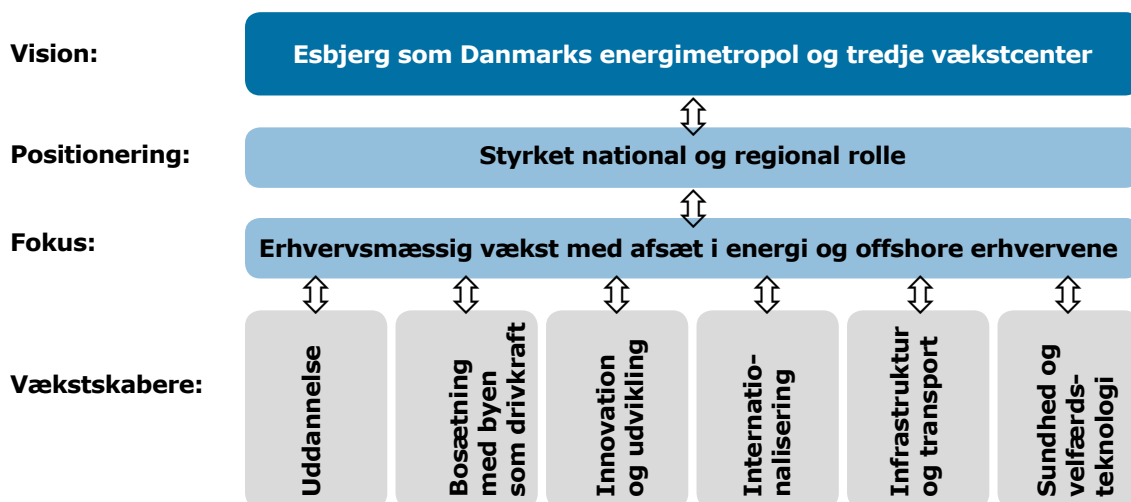 Vision:
Esbjerg som Danmarks energimetropol og tredje vækstcenter
Positionering:
Styrket national og regional rolle
Fokus:
Erhvervsmæssig vækst med afsæt i energi og offshore erhvervene
Vækstskabere:
Uddannelse
Bosætning
med byen
som drivkraft
Innovation
og udvikling
Internatio-
nalisering
Infrastruktur
og transport
Sundhed og
velfærds-
teknologi